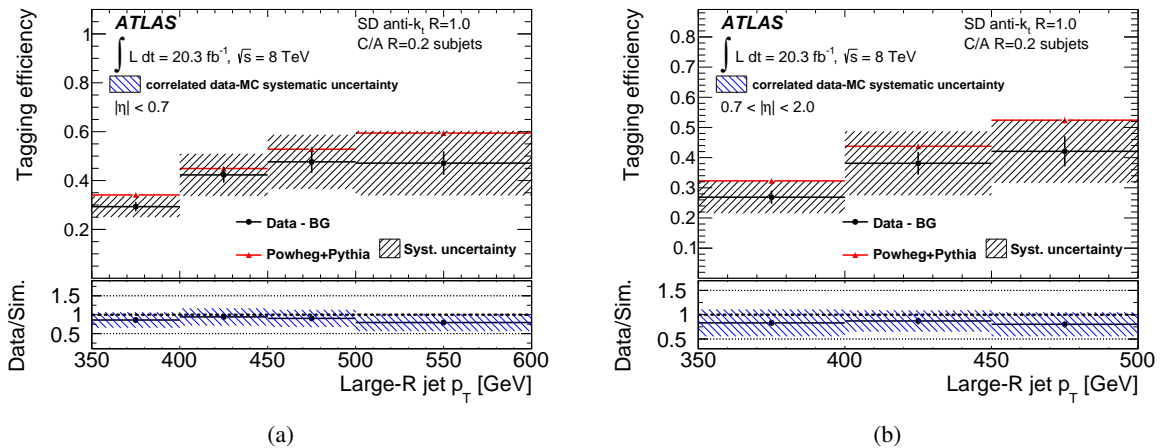 ATLAS
SD anti-k_t R=1.0
C/A R=0.2 subjets
∫ L dt = 20.3 fb⁻¹, √s = 8 TeV
correlated data-MC systematic uncertainty
|η| < 0.7
Tagging efficiency
1
0.8
0.6
0.4
0.2
Data - BG
Powheg+Pythia
Syst. uncertainty
Data/Sim.
1.5
1
0.5
350 400 450 500 550 600
Large-R jet p_T [GeV]
(a)
ATLAS
SD anti-k_t R=1.0
C/A R=0.2 subjets
∫ L dt = 20.3 fb⁻¹, √s = 8 TeV
correlated data-MC systematic uncertainty
0.7 < |η| < 2.0
Tagging efficiency
0.8
0.7
0.6
0.5
0.4
0.3
0.2
0.1
Data - BG
Powheg+Pythia
Syst. uncertainty
Data/Sim.
1.5
1
0.5
350 400 450 500
Large-R jet p_T [GeV]
(b)